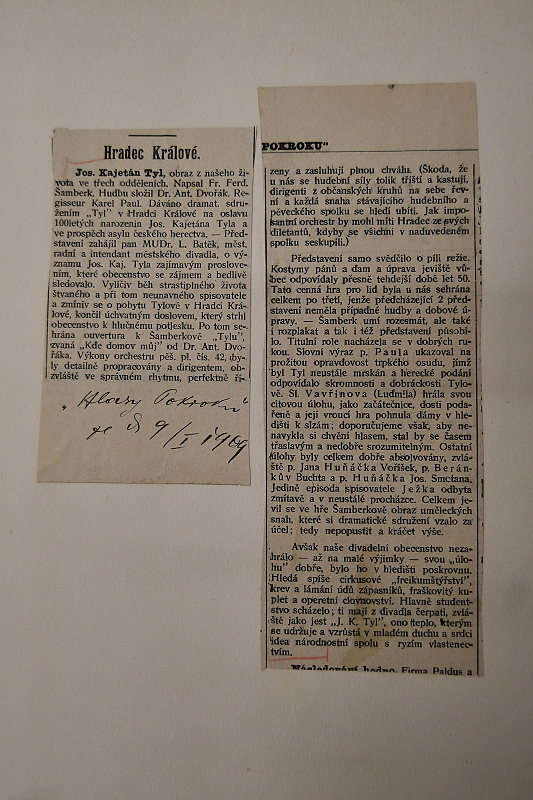 Hradec Králové.
Jos. Kajetán Tyl, obraz z našeho ži-
vota ve třech odděleních. Napsal Fr. Ferd.
Šamberk. Hudbu složil Dr. Ant. Dvořák. Re-
gisseur Karel Paul. Dáváno dramat. sdru-
žením „Tyl" v Hradci Králové na oslavu
100letých narozenin Jos. Kajetána Tyla a
ve prospěch asylu českého herectva. — Před-
stavení zahájil pan MUDr. L. Batěk, měst.
radní a intendant městského divadla, o vý-
znamu Jos. Kaj. Tyla zajímavým proslove-
ním, které obecenstvo se zájmem a bedlivě
sledovalo. Vylíčiv běh strastiplného života
štvaného a při tom neunavného spisovatele
a zmíniv se o pobytu Tylově v Hradci Krá-
lové, končil úchvatným doslovem, který strhl
obecenstvo k hlučnému potlesku. Po tom se-
hrána ouvertura k Šamberkově „Tylu",
zvaná „Kde domov můj" od Dr. Ant. Dvo-
řáka. Výkony orchestru pěš. pl. čís. 42, by-
ly detailně propracovány a dirigentem, ob-
zvláště ve správném rhytmu, perfektně ří-
„Hlasy Pokroku"
ze d 9/I 1909
POKROKU"
zeny a zasluhují plnou chválu. (Škoda, že
u nás se hudební síly tolik tříští a kastují,
dirigenti z občanských kruhů na sebe řev-
ní a každá snaha stávajícího hudebního a
pěveckého spolku se hledí ubíti. Jak impo-
santní orchestr by mohl míti Hradec ze svých
diletantů, kdyby se všichni v naduvedeném
spolku seskupili.)
Představení samo svědčilo o píli režie.
Kostymy pánů a dam a úprava jeviště vů-
bec odpovídaly přesně tehdejší době let 50.
Tato cenná hra pro lid byla u nás sehrána
celkem po třetí, jenže předcházející 2 před-
stavení neměla případné hudby a dobové ú-
pravy. — Šamberk umí rozesmát, ale také
i rozplakat a tak i též představení působi-
lo. Titulní role nacházela se v dobrých ru-
kou. Slovní výraz p. Paula ukazoval na
prožitou opravdovost trpkého osudu, jímž
byl Tyl neustále mrskán a herecké podání
odpovídalo skromnosti a dobráckosti Tylo-
vě. Sl. Vavřinova (Ludmila) hrála svou
citovou úlohu, jako začátečníce, dosti pod-
řeně a její vroucí hra pohnula dámy v hle-
dišti k slzám; doporučujeme však, aby ne-
navykla si chvění hlasem, stal by se časem
třaslavým a nedobře srozumitelným. Ostatní
úlohy byly celkem dobře absolvovány, zvlá-
ště p. Jana Huňáčka Voříšek, p. Berán-
kův Buchta a p. Huňáčka Jos. Smetana,
Jedině episoda spisovatele Ježka odbyta
zmítavě a v neustálé procházce. Celkem je-
vil se ve hře Šamberkově obraz uměleckých
snah, které si dramatické sdružení vzalo za
účel; tedy nepopustit a kráčet výše.
Avšak naše divadelní obecenstvo neza-
hrálo — až na malé výjimky — svou „úlo-
hu" dobře, bylo ho v hledišti poskrovnu.
Hledá spíše cirkusové „freikumštýřství",
krev a lámání údů zápasníků, fraškovitý ku-
plet a operetní clovnovství. Hlavně student-
stvo scházelo; ti mají z divadla čerpati, zvlá-
ště jako jest „J. K. Tyl", ono teplo, kterým
se udržuje a vzrůstá v mladém duchu a srdci
idea národnostní spolu s ryzím vlastenec-
tvím.
Následování hodno. Firma Paldus a